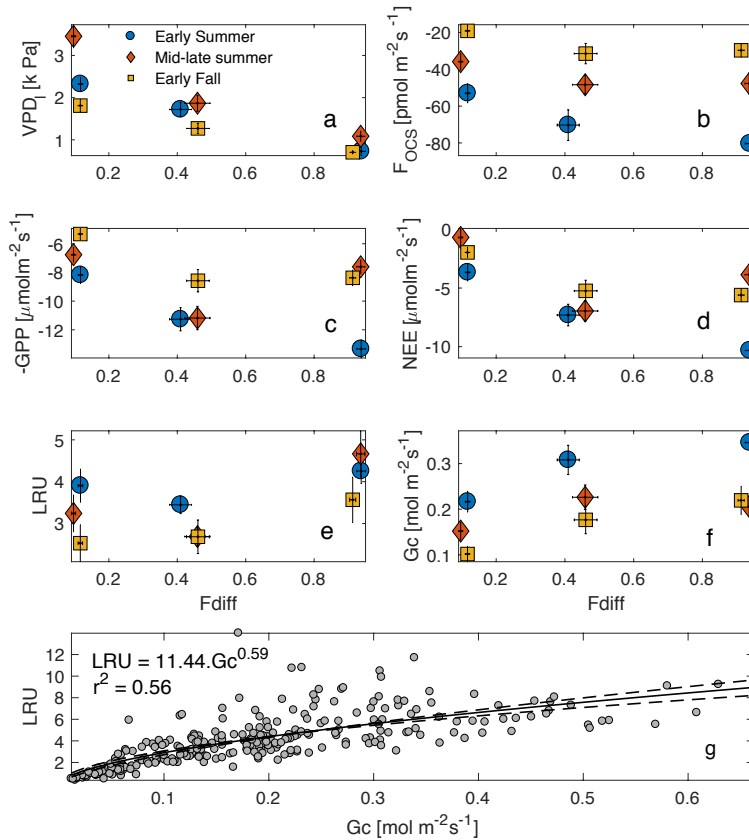 Early Summer
Mid-late summer
Early Fall
VPD_l [k Pa]
3
2
1
0.2 0.4 0.6 0.8
a
F_OCS [pmol m^-2 s^-1]
-20
-40
-60
-80
0.2 0.4 0.6 0.8
b
-GPP [μmolm^-2s^-1]
-6
-8
-10
-12
0.2 0.4 0.6 0.8
c
NEE [μmolm^-2s^-1]
0
-5
-10
0.2 0.4 0.6 0.8
d
LRU
5
4
3
0.2 0.4 0.6 0.8
Fdiff
e
Gc [mol m^-2s^-1]
0.3
0.2
0.1
0.2 0.4 0.6 0.8
Fdiff
f
LRU = 11.44.Gc^0.59
r^2 = 0.56
LRU
12
10
8
6
4
2
0.1 0.2 0.3 0.4 0.5 0.6
Gc [mol m^-2s^-1]
g